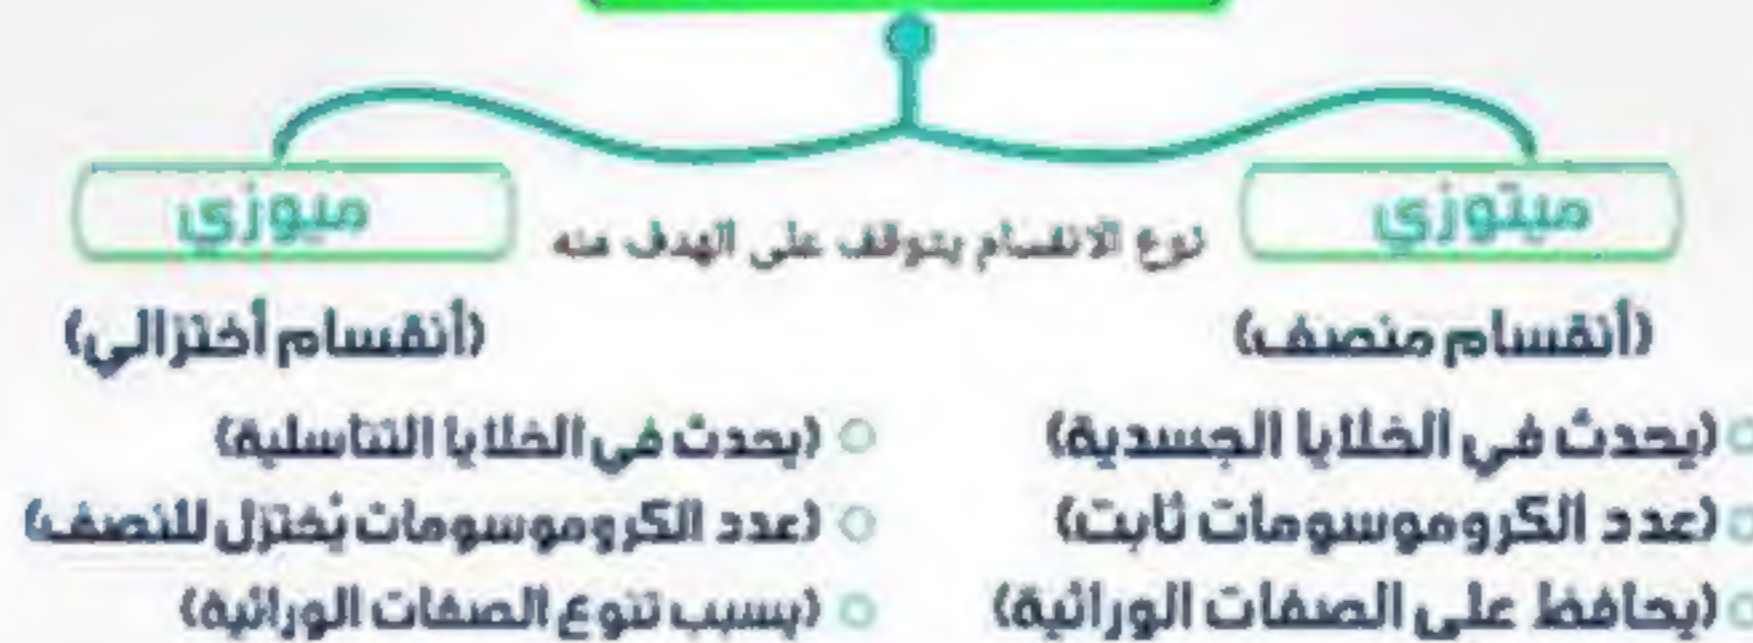 ميتوزي
ميوزي
نوع الانقسام يتوقف على الهدف منه
(أنقسام منصف)
(يحدث في الخلايا الجسدية)
(عدد الكروموسومات ثابت)
(يحافظ على الصفات الوراثية)
(أنقسام أختزالي)
(يحدث في الخلايا التناسلية)
(عدد الكروموسومات يُختزل للنصف)
(يسبب تنوع الصفات الوراثية)